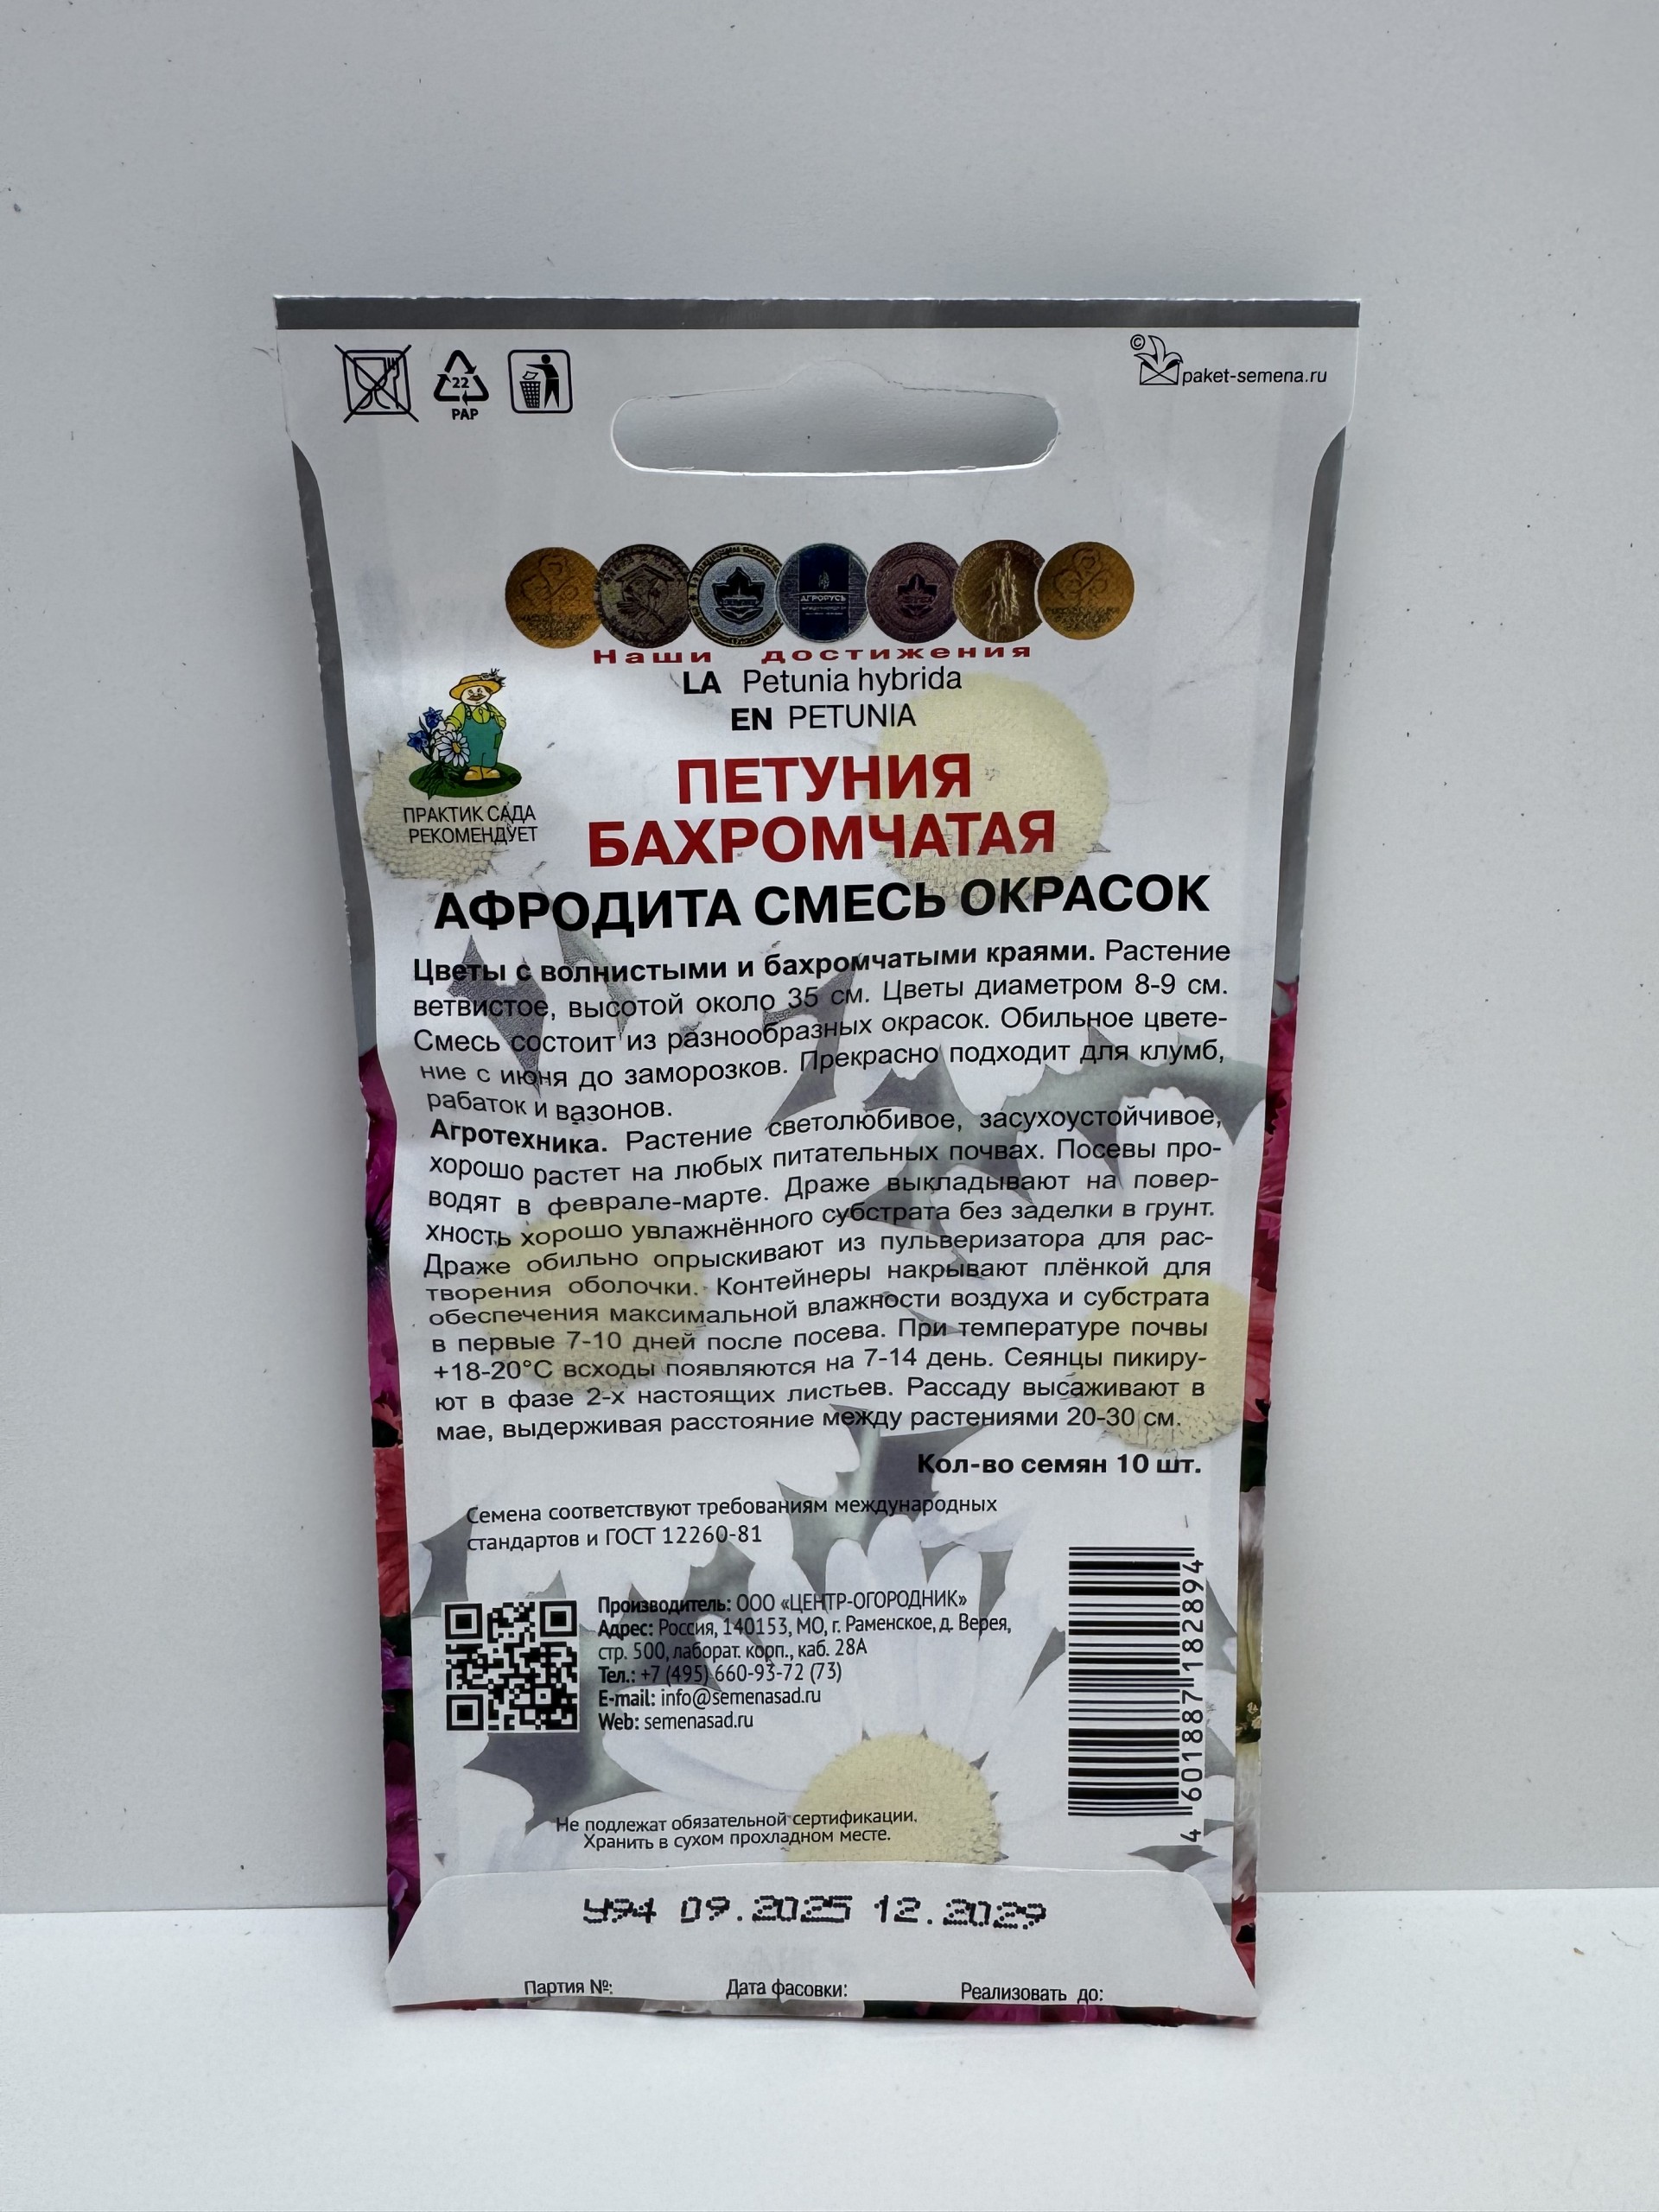 22
PAP
©
paket-semena.ru
АГРОРУСЬ
Наши достижения
LA Petunia hybrida
EN PETUNIA
ПРАКТИК САДА
РЕКОМЕНДУЕТ
ПЕТУНИЯ
БАХРОМЧАТАЯ
АФРОДИТА СМЕСЬ ОКРАСОК
Цветы с волнистыми и бахромчатыми краями. Растение
ветвистое, высотой около 35 см. Цветы диаметром 8-9 см.
Смесь состоит из разнообразных окрасок. Обильное цвете-
ние с июня до заморозков. Прекрасно подходит для клумб,
рабаток и вазонов.
Агротехника. Растение светолюбивое, засухоустойчивое,
хорошо растет на любых питательных почвах. Посевы про-
водят в феврале-марте. Драже выкладывают на повер-
хность хорошо увлажнённого субстрата без заделки в грунт.
Драже обильно опрыскивают из пульверизатора для рас-
творения оболочки. Контейнеры накрывают плёнкой для
обеспечения максимальной влажности воздуха и субстрата
в первые 7-10 дней после посева. При температуре почвы
+18-20°С всходы появляются на 7-14 день. Сеянцы пикиру-
ют в фазе 2-х настоящих листьев. Рассаду высаживают в
мае, выдерживая расстояние между растениями 20-30 см.
Кол-во семян 10 шт.
Семена соответствуют требованиям международных
стандартов и ГОСТ 12260-81
Производитель: ООО «ЦЕНТР-ОГОРОДНИК»
Адрес: Россия, 140153, МО, г. Раменское, д. Верея,
стр. 500, лаборат. корп., каб. 28А
Тел.: +7 (495) 660-93-72 (73)
E-mail: info@semenasad.ru
Web: semenasad.ru
4 601887 182894
Не подлежат обязательной сертификации.
Хранить в сухом прохладном месте.
У94 09.2025 12.2029
Партия №: Дата фасовки: Реализовать до: